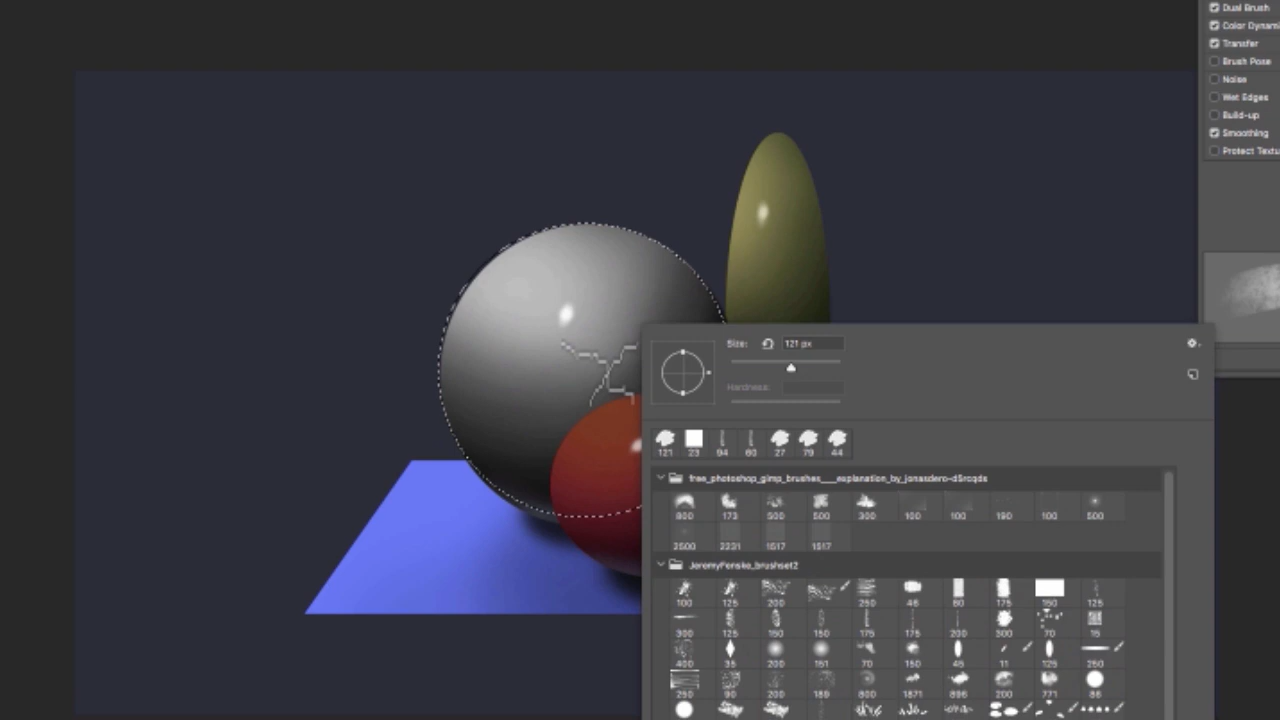 Dual Brush
Color Dynami
Transfer
Brush Pose
Noise
Wet Edges
Build-up
Smoothing
Protect Textu
Size: 121 px
Hardness:
121 23 94 60 27 79 44
free_photoshop_gimp_brushes___explanation_by_jonasdero-d5rcqds
800 173 500 500 300 100 100 190 100 500
2500 2231 1517 1517
JeremyFenske_brushset2
100 125 200 250 46 80 175 150 125
300 125 150 150 175 175 200 300 70 15
400 35 200 151 70 150 45 11 125 250
250 90 200 189 800 1871 896 200 771 86